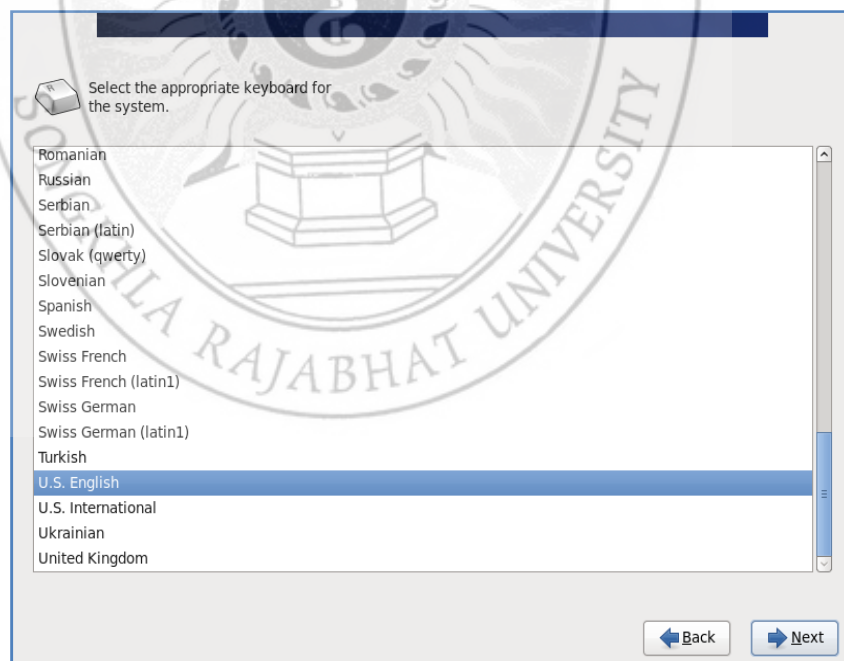 Select the appropriate keyboard for
the system.
Romanian
Russian
Serbian
Serbian (latin)
Slovak (qwerty)
Slovenian
Spanish
Swedish
Swiss French
Swiss French (latin1)
Swiss German
Swiss German (latin1)
Turkish
U.S. English
U.S. International
Ukrainian
United Kingdom
Back
Next
SONGKHLA RAJABHAT UNIVERSITY